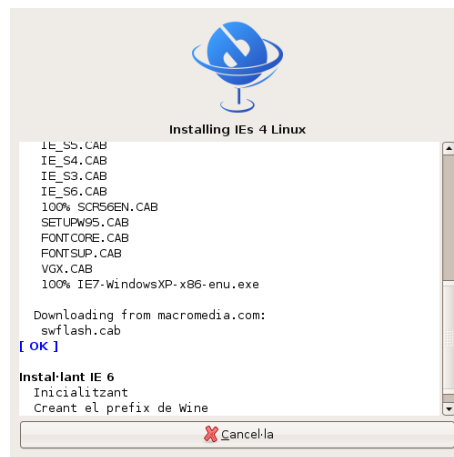 Installing IEs 4 Linux
IE_S5.CAB
IE_S4.CAB
IE_S3.CAB
IE_S6.CAB
100% SCR56EN.CAB
SETUPW95.CAB
FONTCORE.CAB
FONTSUP.CAB
VGX.CAB
100% IE7-WindowsXP-x86-enu.exe
Downloading from macromedia.com:
swflash.cab
[ OK ]
Instal·lant IE 6
Inicialitzant
Creant el prefix de Wine
Cancel·la